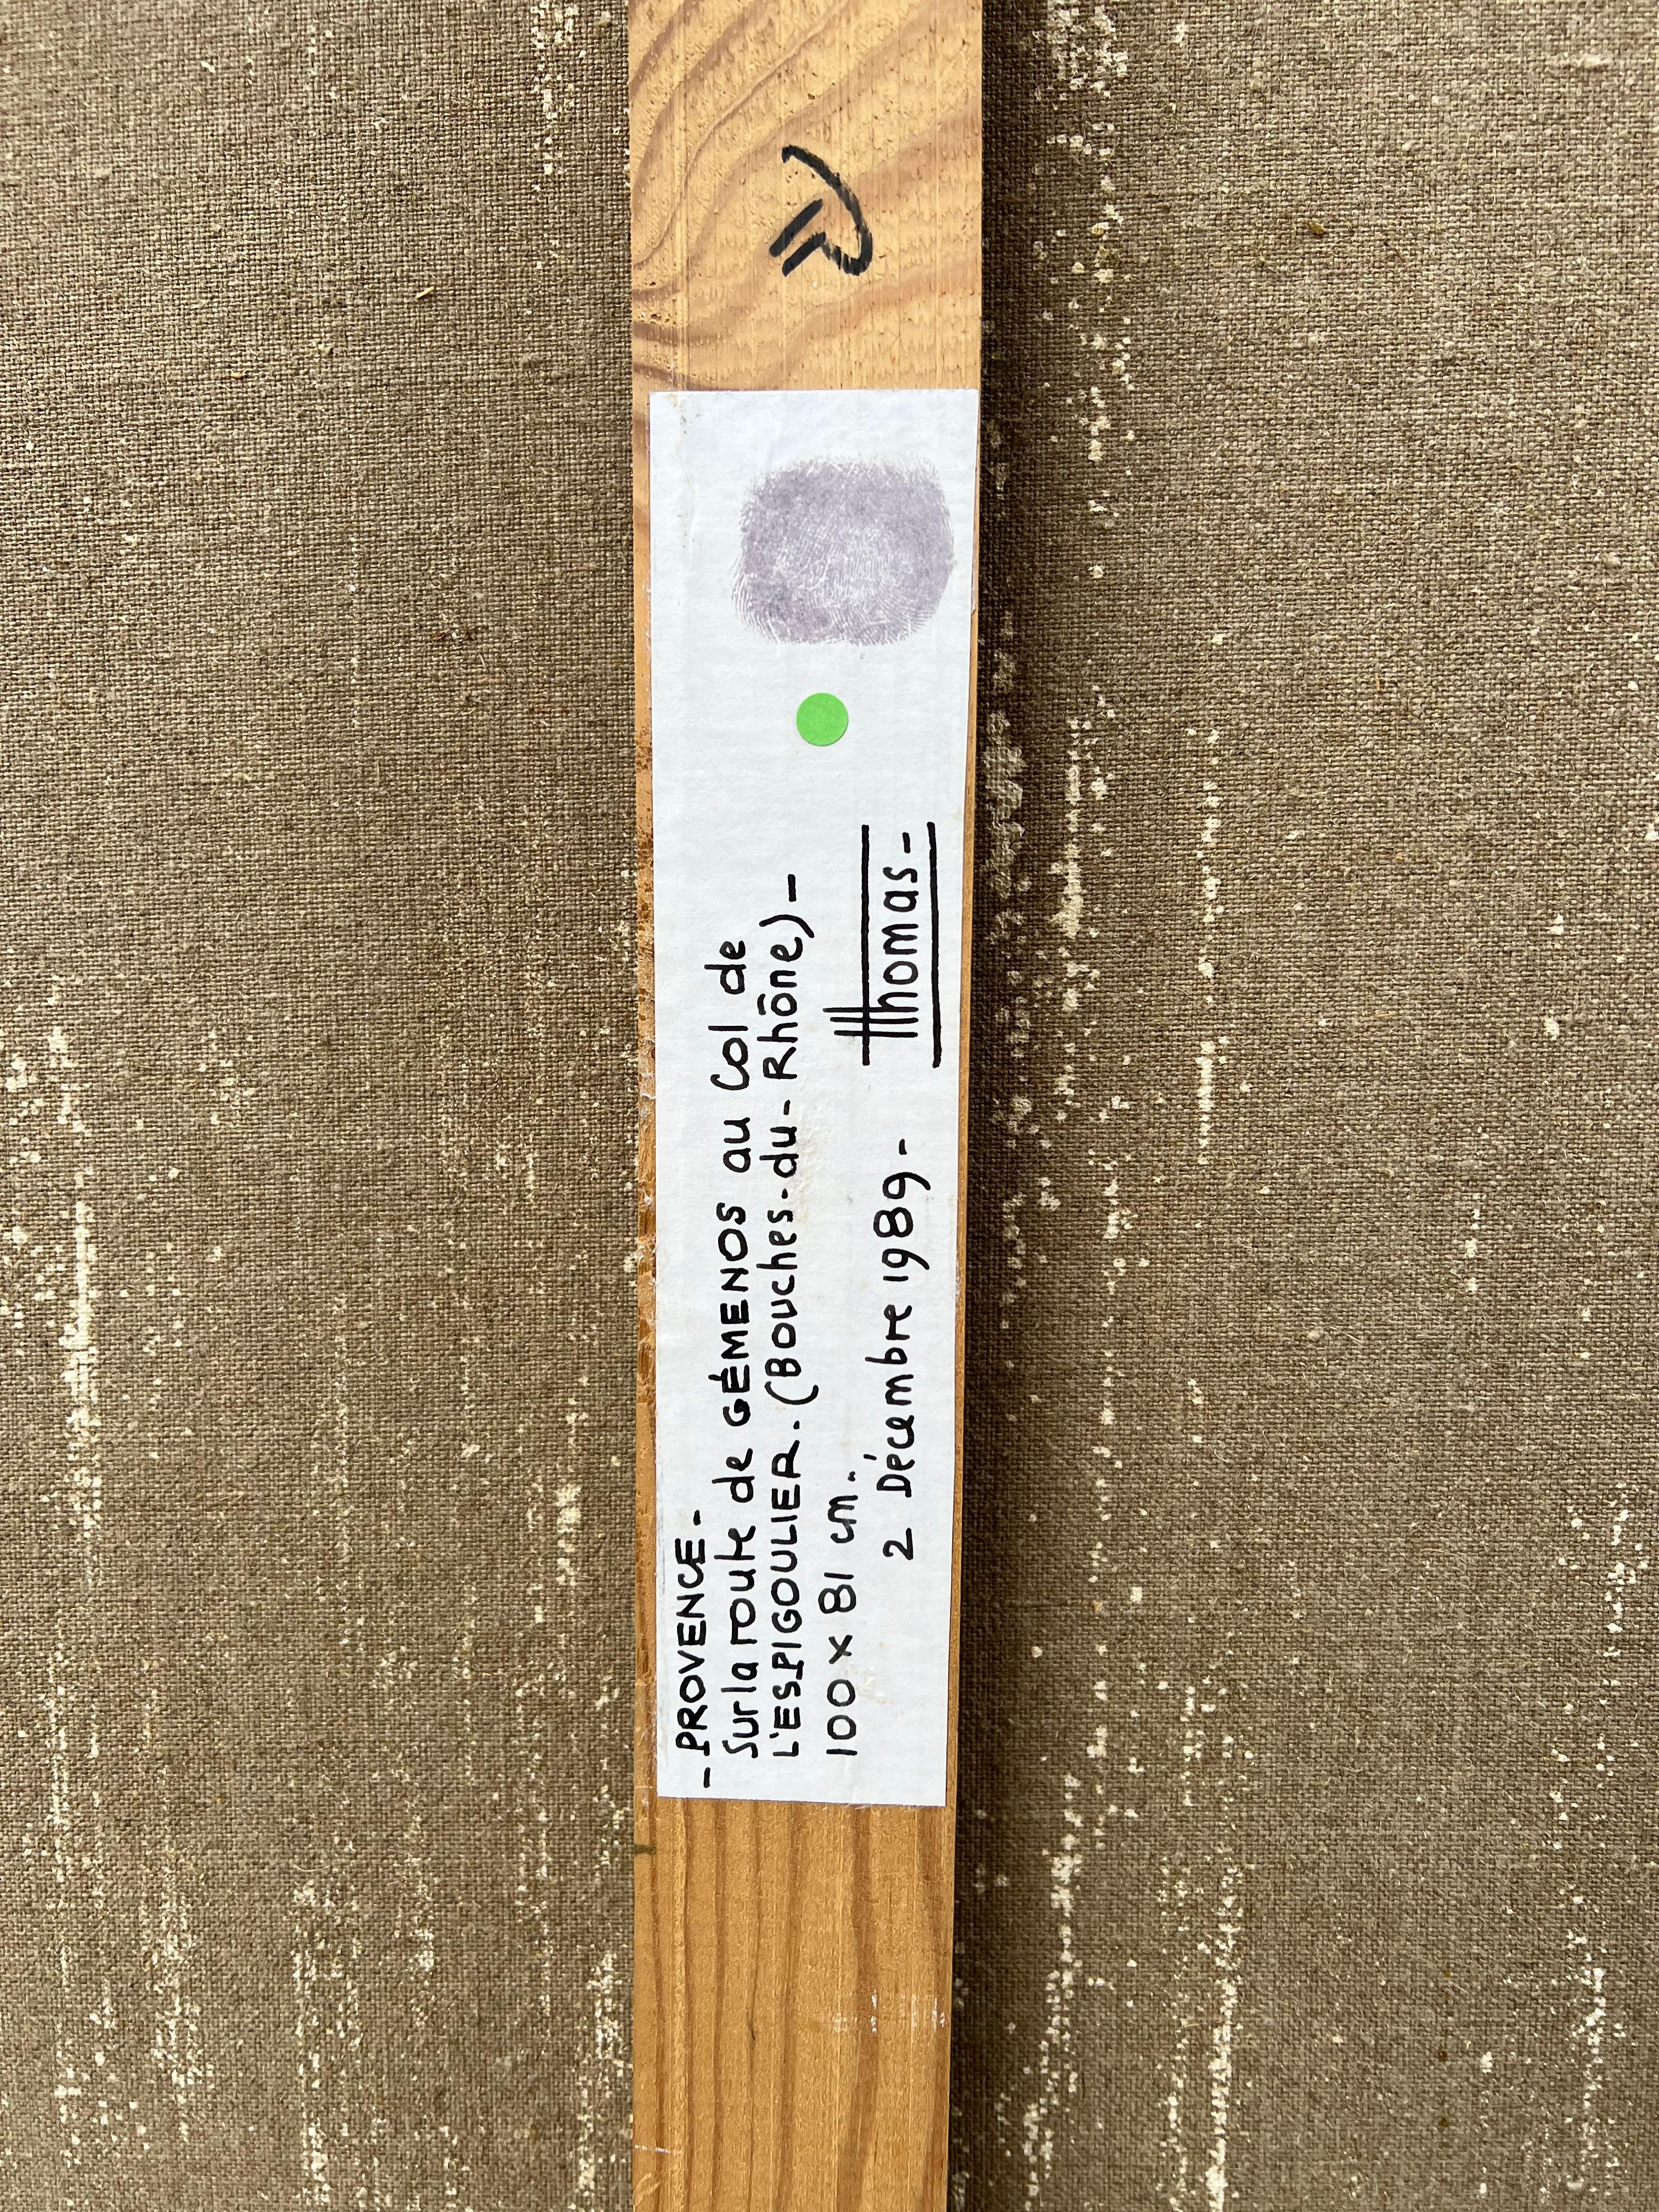 - PROVENCE -
Sur la route de GÉMENOS au Col de
L'ESPIGOULIER. (Bouches-du-Rhône) -
100 x 81 cm.
2 Décembre 1989 - Thomas -